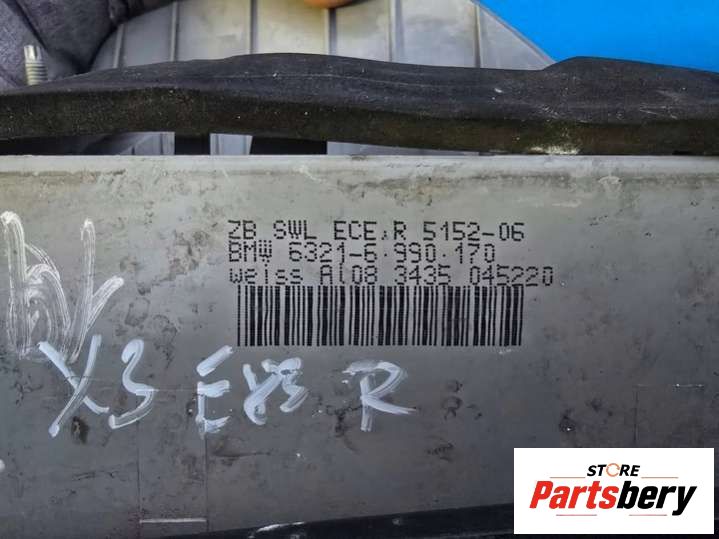 ZB SWL ECE,R 5152-06
BMW 6321-6 990.170
weiss Al08 3435 045220
X3 E83 R
STORE
Partsbery